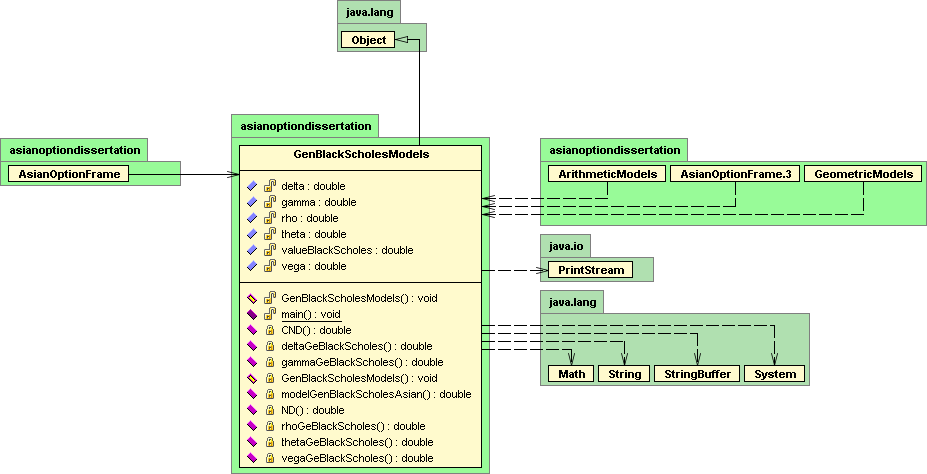 java.lang
Object
asianoptiondissertation
AsianOptionFrame
asianoptiondissertation
GenBlackScholesModels
delta : double
gamma : double
rho : double
theta : double
valueBlackScholes : double
vega : double
GenBlackScholesModels() : void
main() : void
CND() : double
deltaGeBlackScholes() : double
gammaGeBlackScholes() : double
GenBlackScholesModels() : void
modelGenBlackScholesAsian() : double
ND() : double
rhoGeBlackScholes() : double
thetaGeBlackScholes() : double
vegaGeBlackScholes() : double
asianoptiondissertation
ArithmeticModels AsianOptionFrame.3 GeometricModels
java.io
PrintStream
java.lang
Math String StringBuffer System